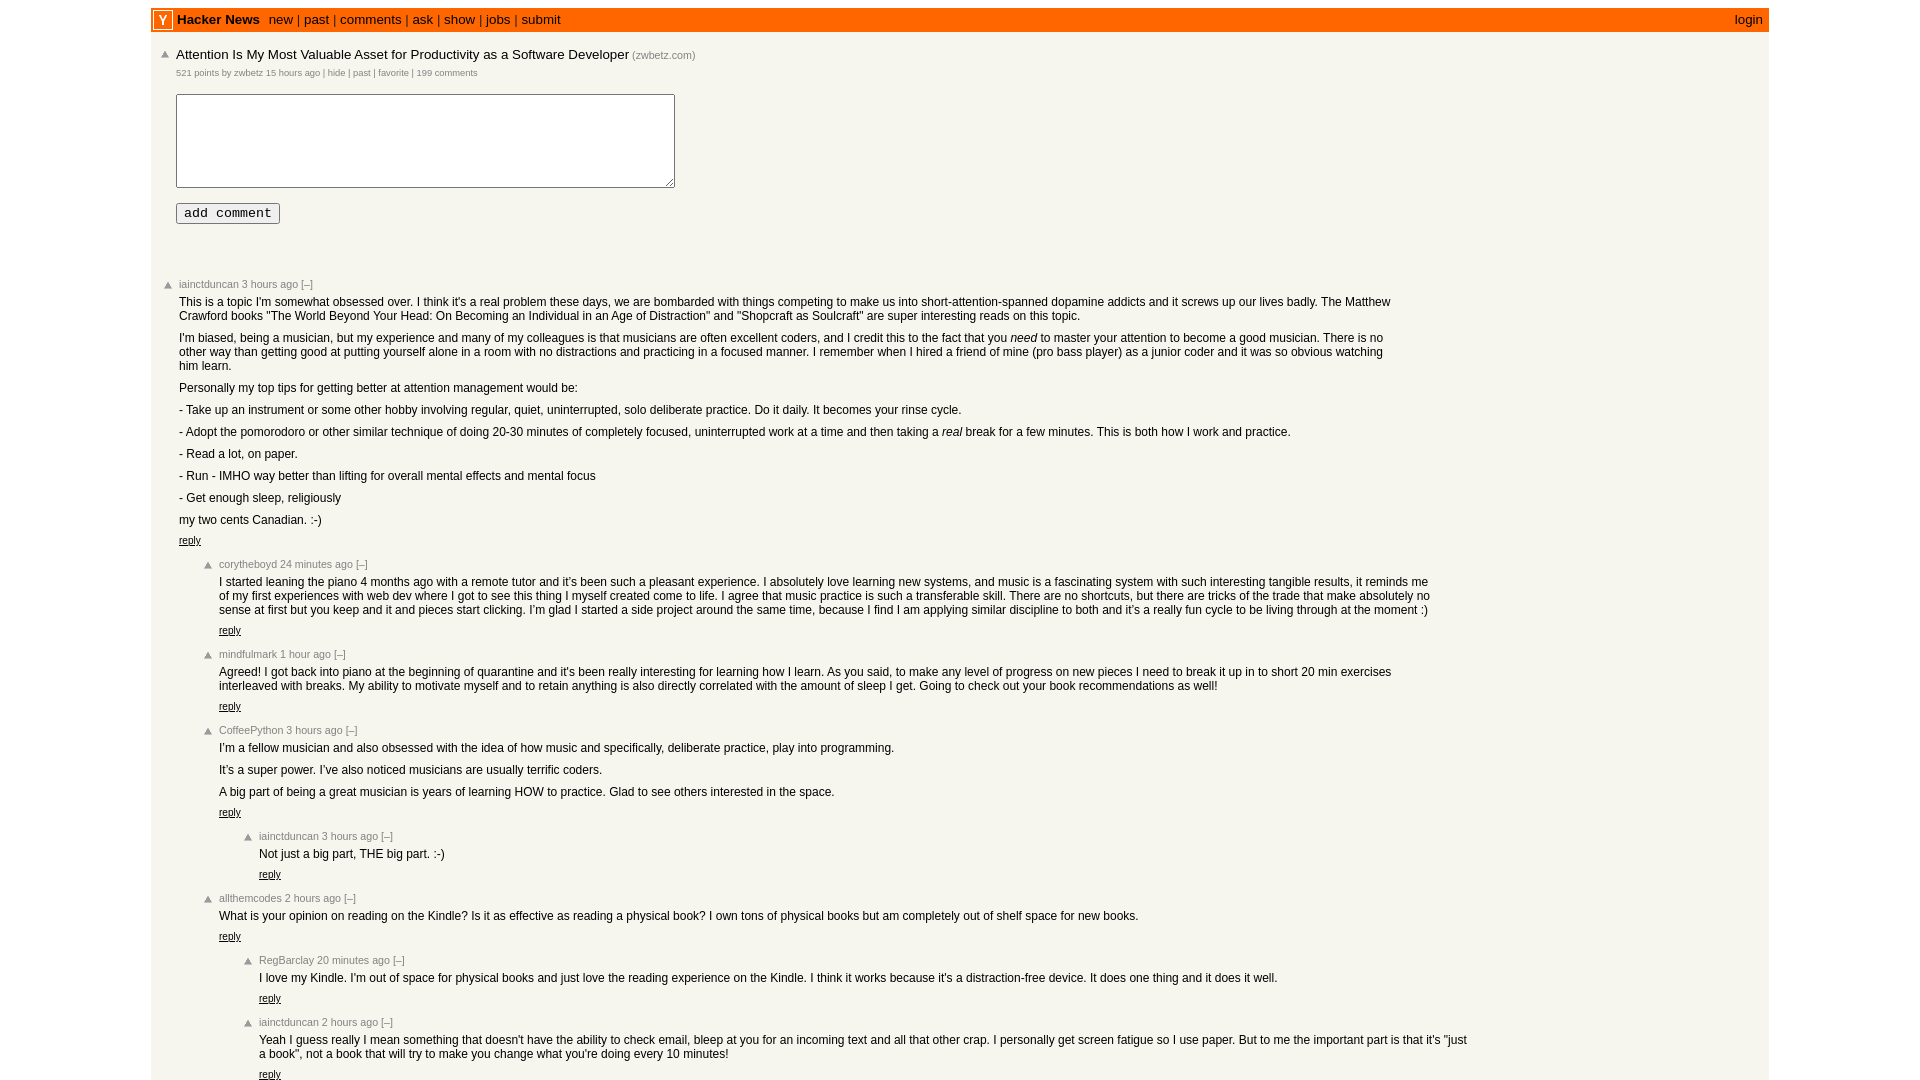 Y Hacker News new | past | comments | ask | show | jobs | submit login
Attention Is My Most Valuable Asset for Productivity as a Software Developer (zwbetz.com)
521 points by zwbetz 15 hours ago | hide | past | favorite | 199 comments
add comment
iainctduncan 3 hours ago [–]
This is a topic I'm somewhat obsessed over. I think it's a real problem these days, we are bombarded with things competing to make us into short-attention-spanned dopamine addicts and it screws up our lives badly. The Matthew
Crawford books "The World Beyond Your Head: On Becoming an Individual in an Age of Distraction" and "Shopcraft as Soulcraft" are super interesting reads on this topic.
I'm biased, being a musician, but my experience and many of my colleagues is that musicians are often excellent coders, and I credit this to the fact that you need to master your attention to become a good musician. There is no
other way than getting good at putting yourself alone in a room with no distractions and practicing in a focused manner. I remember when I hired a friend of mine (pro bass player) as a junior coder and it was so obvious watching
him learn.
Personally my top tips for getting better at attention management would be:
- Take up an instrument or some other hobby involving regular, quiet, uninterrupted, solo deliberate practice. Do it daily. It becomes your rinse cycle.
- Adopt the pomorodoro or other similar technique of doing 20-30 minutes of completely focused, uninterrupted work at a time and then taking a real break for a few minutes. This is both how I work and practice.
- Read a lot, on paper.
- Run - IMHO way better than lifting for overall mental effects and mental focus
- Get enough sleep, religiously
my two cents Canadian. :-)
reply
corytheboyd 24 minutes ago [–]
I started leaning the piano 4 months ago with a remote tutor and it’s been such a pleasant experience. I absolutely love learning new systems, and music is a fascinating system with such interesting tangible results, it reminds me
of my first experiences with web dev where I got to see this thing I myself created come to life. I agree that music practice is such a transferable skill. There are no shortcuts, but there are tricks of the trade that make absolutely no
sense at first but you keep and it and pieces start clicking. I’m glad I started a side project around the same time, because I find I am applying similar discipline to both and it’s a really fun cycle to be living through at the moment :)
reply
mindfulmark 1 hour ago [–]
Agreed! I got back into piano at the beginning of quarantine and it's been really interesting for learning how I learn. As you said, to make any level of progress on new pieces I need to break it up in to short 20 min exercises
interleaved with breaks. My ability to motivate myself and to retain anything is also directly correlated with the amount of sleep I get. Going to check out your book recommendations as well!
reply
CoffeePython 3 hours ago [–]
I’m a fellow musician and also obsessed with the idea of how music and specifically, deliberate practice, play into programming.
It’s a super power. I’ve also noticed musicians are usually terrific coders.
A big part of being a great musician is years of learning HOW to practice. Glad to see others interested in the space.
reply
iainctduncan 3 hours ago [–]
Not just a big part, THE big part. :-)
reply
allthemcodes 2 hours ago [–]
What is your opinion on reading on the Kindle? Is it as effective as reading a physical book? I own tons of physical books but am completely out of shelf space for new books.
reply
RegBarclay 20 minutes ago [–]
I love my Kindle. I'm out of space for physical books and just love the reading experience on the Kindle. I think it works because it's a distraction-free device. It does one thing and it does it well.
reply
iainctduncan 2 hours ago [–]
Yeah I guess really I mean something that doesn't have the ability to check email, bleep at you for an incoming text and all that other crap. I personally get screen fatigue so I use paper. But to me the important part is that it's "just
a book", not a book that will try to make you change what you're doing every 10 minutes!
reply